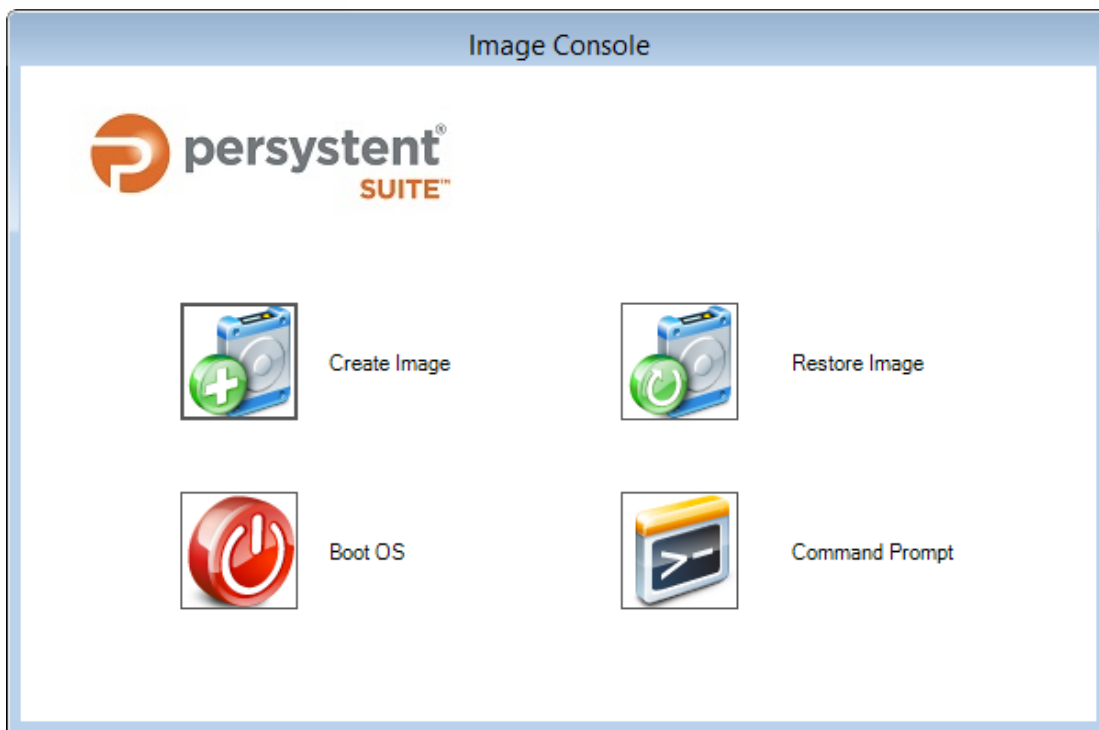 Image Console
persystent®
SUITE™
Create Image
Restore Image
Boot OS
Command Prompt